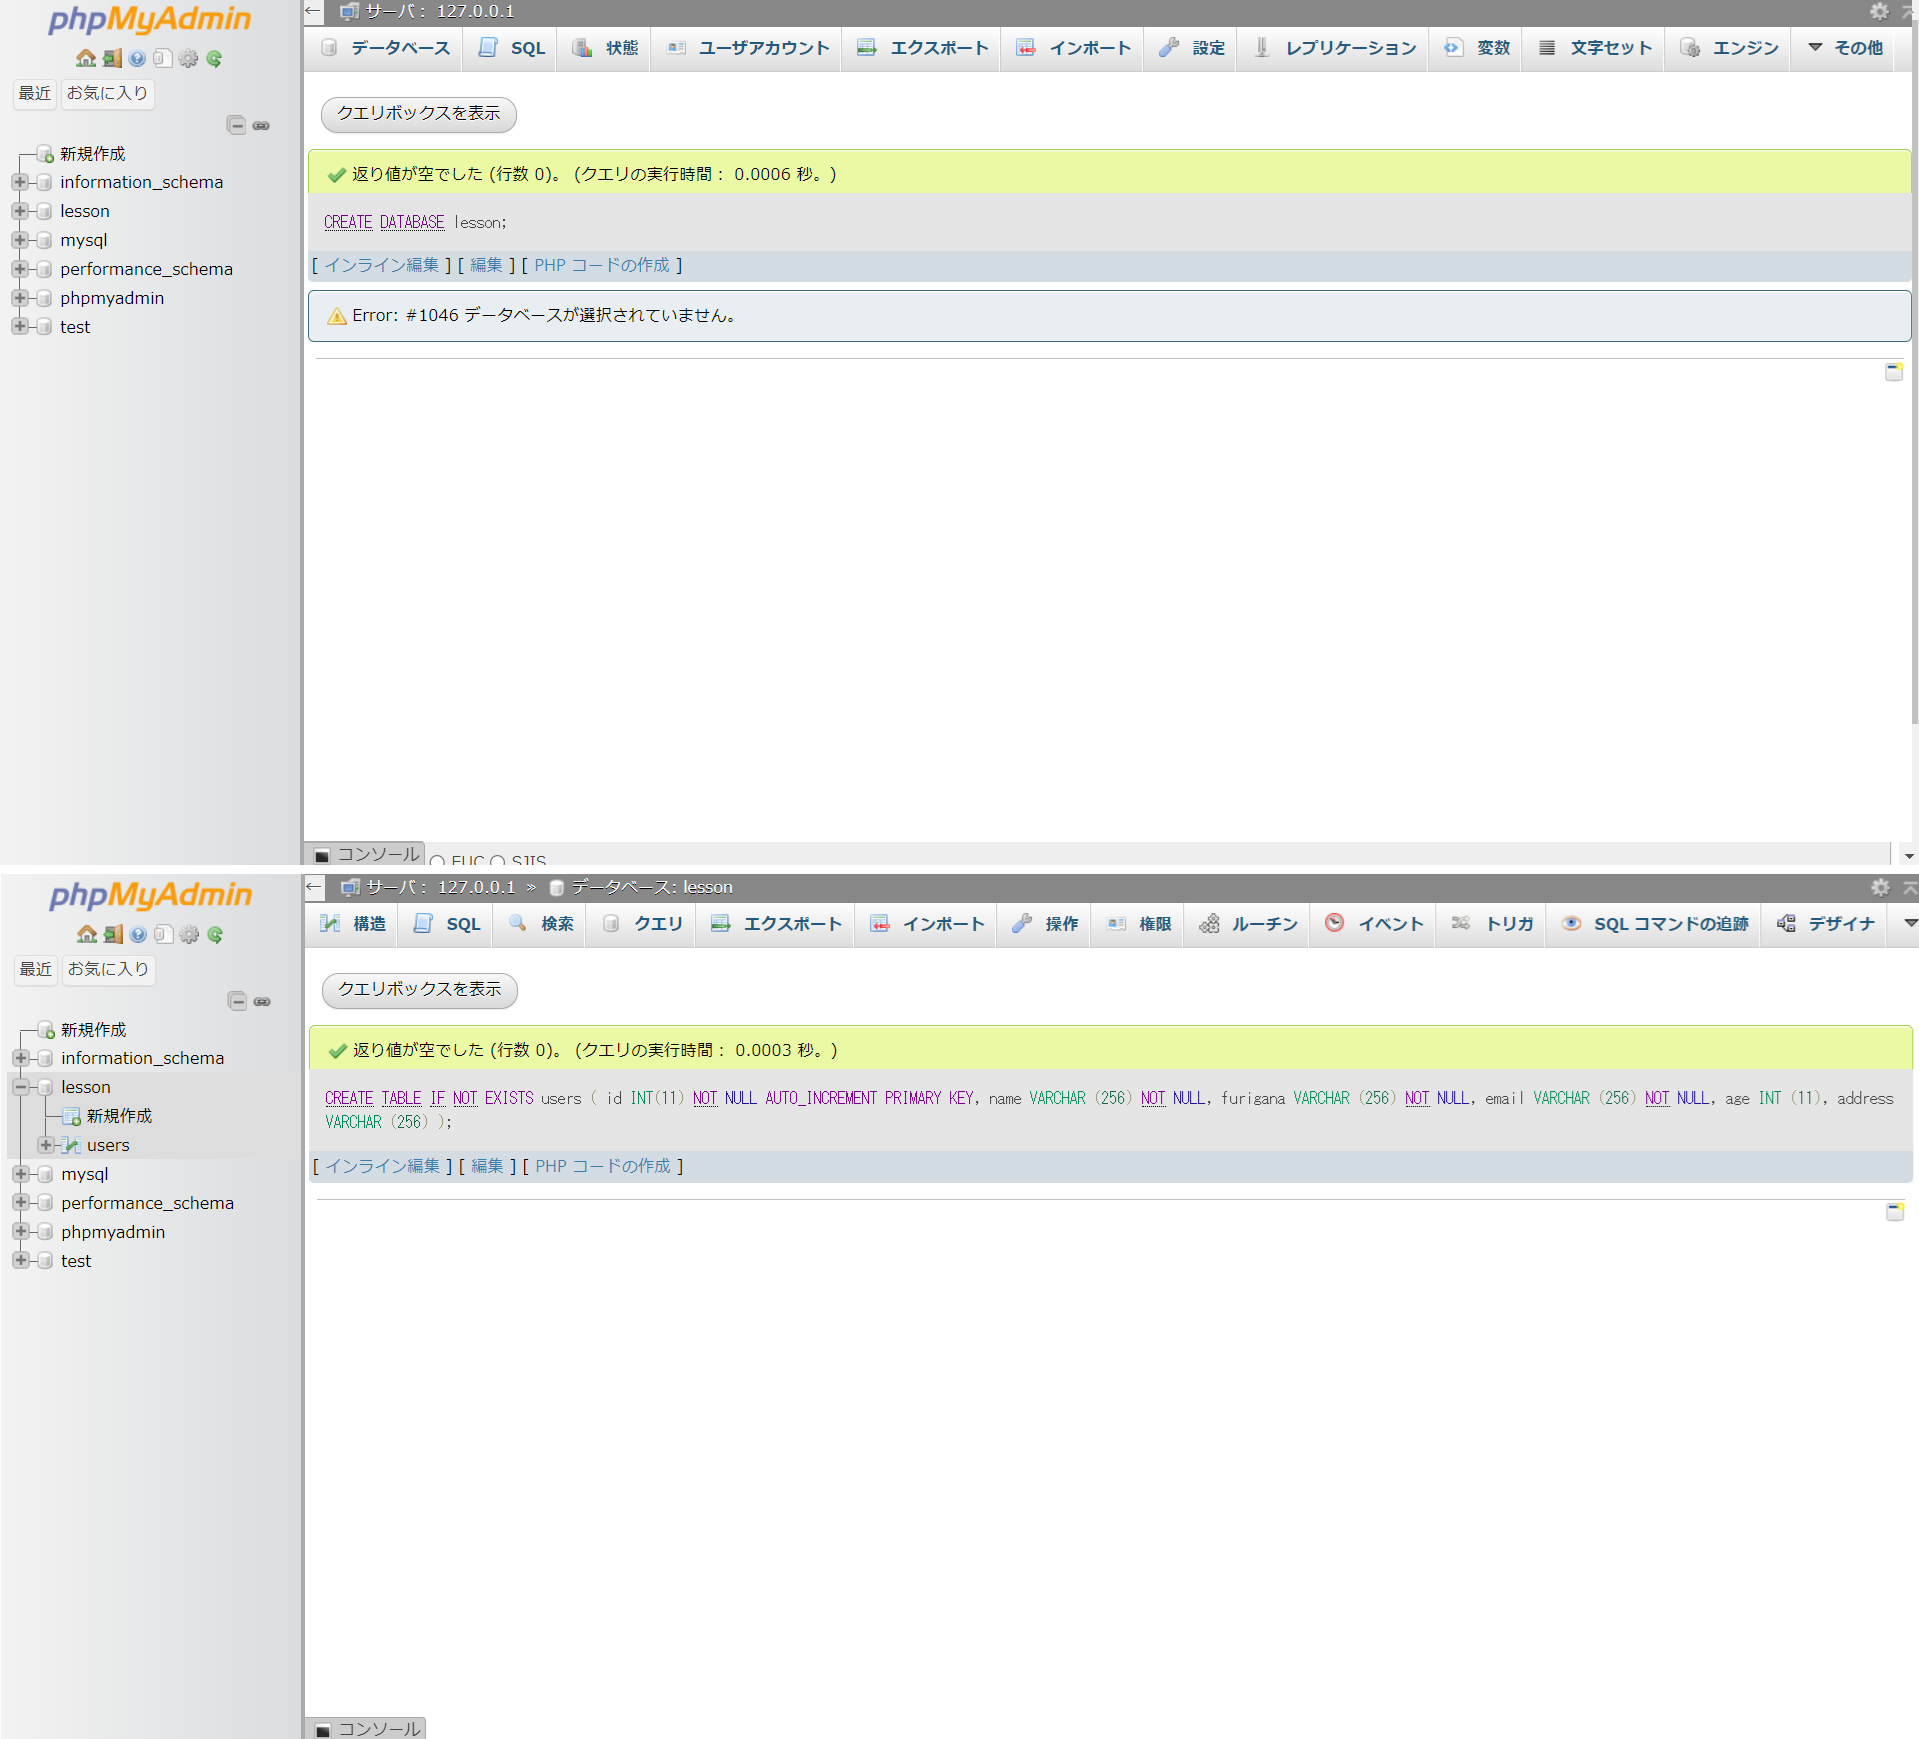 phpMyAdmin
最近 お気に入り
新規作成
information_schema
lesson
mysql
performance_schema
phpmyadmin
test
サーバ: 127.0.0.1
データベース SQL 状態 ユーザアカウント エクスポート インポート 設定 レプリケーション 変数 文字セット エンジン その他
クエリボックスを表示
返り値が空でした (行数 0)。 (クエリの実行時間: 0.0006 秒。)
CREATE DATABASE lesson;
[ インライン編集 ] [ 編集 ] [ PHP コードの作成 ]
Error: #1046 データベースが選択されていません。
コンソール EUC SJIS
phpMyAdmin
最近 お気に入り
新規作成
information_schema
lesson
新規作成
users
mysql
performance_schema
phpmyadmin
test
サーバ: 127.0.0.1 » データベース: lesson
構造 SQL 検索 クエリ エクスポート インポート 操作 権限 ルーチン イベント トリガ SQL コマンドの追跡 デザイナ
クエリボックスを表示
返り値が空でした (行数 0)。 (クエリの実行時間: 0.0003 秒。)
CREATE TABLE IF NOT EXISTS users ( id INT(11) NOT NULL AUTO_INCREMENT PRIMARY KEY, name VARCHAR (256) NOT NULL, furigana VARCHAR (256) NOT NULL, email VARCHAR (256) NOT NULL, age INT (11), address
VARCHAR (256) );
[ インライン編集 ] [ 編集 ] [ PHP コードの作成 ]
コンソール